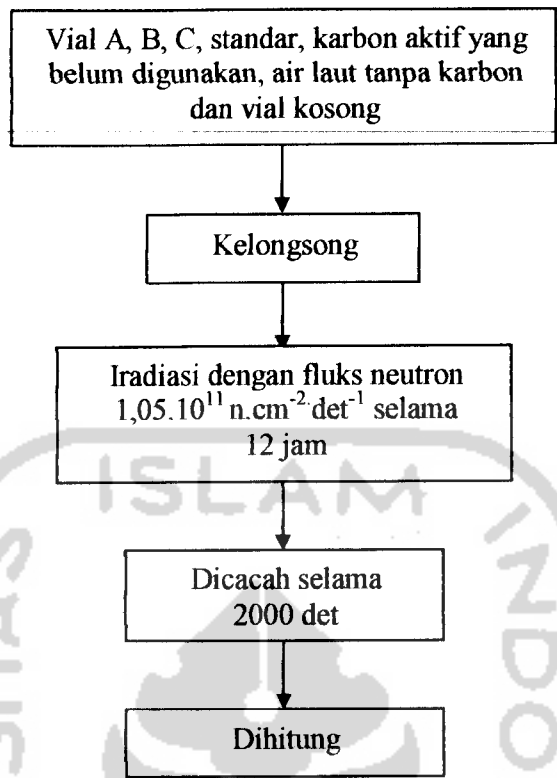 Vial A, B, C, standar, karbon aktif yang
belum digunakan, air laut tanpa karbon
dan vial kosong
Kelongsong
Iradiasi dengan fluks neutron
1,05.10¹¹ n.cm⁻².det⁻¹ selama
12 jam
ISLAM
Dicacah selama
2000 det
Dihitung